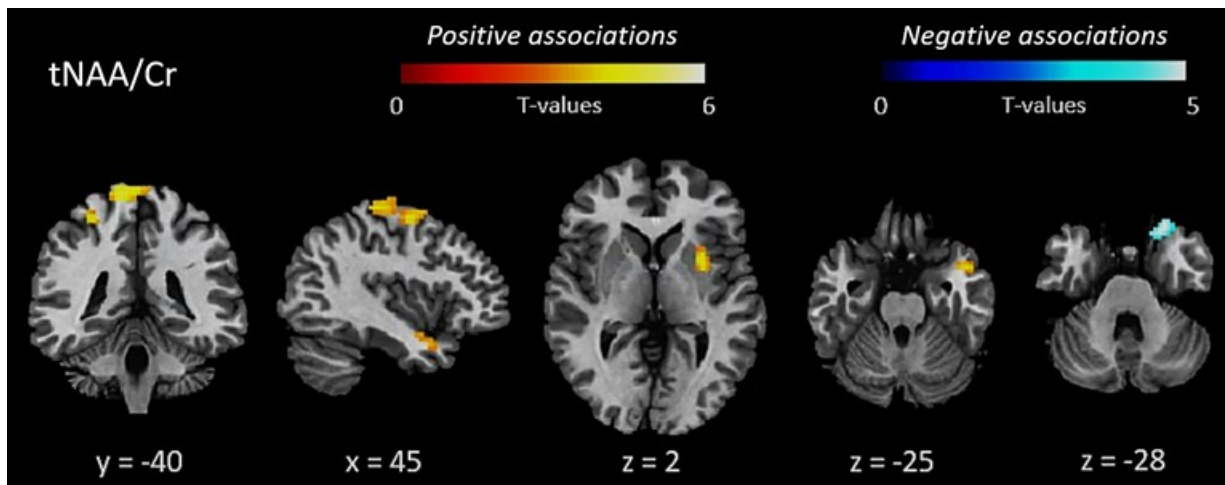 Positive associations
Negative associations
tNAA/Cr
0 T-values 6
0 T-values 5
y = -40
x = 45
z = 2
z = -25
z = -28